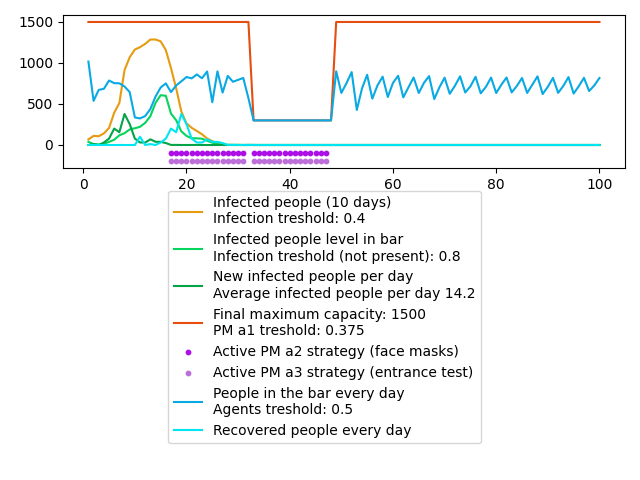 1500
1000
500
0
0 20 40 60 80 100
Infected people (10 days)
Infection treshold: 0.4
Infected people level in bar
Infection treshold (not present): 0.8
New infected people per day
Average infected people per day 14.2
Final maximum capacity: 1500
PM a1 treshold: 0.375
Active PM a2 strategy (face masks)
Active PM a3 strategy (entrance test)
People in the bar every day
Agents treshold: 0.5
Recovered people every day